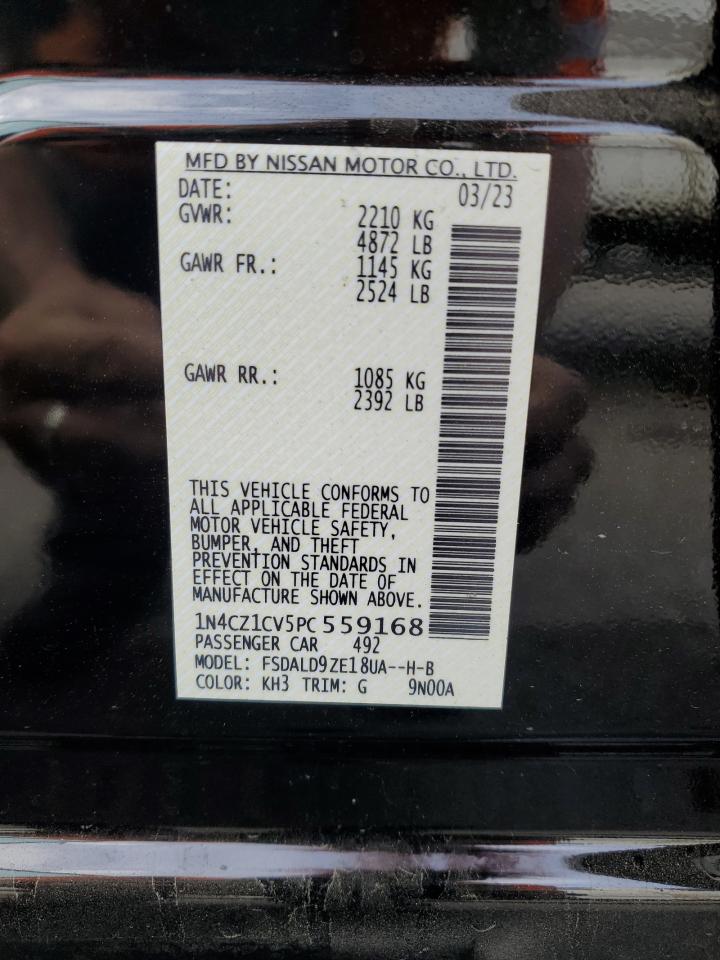 MFD BY NISSAN MOTOR CO., LTD.
DATE: 03/23
GVWR: 2210 KG
4872 LB
GAWR FR.: 1145 KG
2524 LB
GAWR RR.: 1085 KG
2392 LB
THIS VEHICLE CONFORMS TO
ALL APPLICABLE FEDERAL
MOTOR VEHICLE SAFETY,
BUMPER, AND THEFT
PREVENTION STANDARDS IN
EFFECT ON THE DATE OF
MANUFACTURE SHOWN ABOVE.
1N4CZ1CV5PC559168
PASSENGER CAR 492
MODEL: FSDALD9ZE18UA--H-B
COLOR: KH3 TRIM: G 9N00A